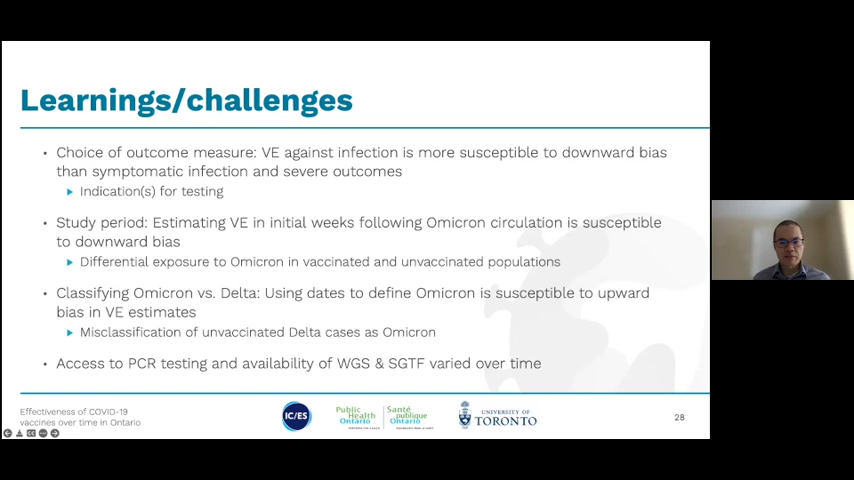 Learnings/challenges
• Choice of outcome measure: VE against infection is more susceptible to downward bias
than symptomatic infection and severe outcomes
▶ Indication(s) for testing
• Study period: Estimating VE in initial weeks following Omicron circulation is susceptible
to downward bias
▶ Differential exposure to Omicron in vaccinated and unvaccinated populations
• Classifying Omicron vs. Delta: Using dates to define Omicron is susceptible to upward
bias in VE estimates
▶ Misclassification of unvaccinated Delta cases as Omicron
• Access to PCR testing and availability of WGS & SGTF varied over time
Effectiveness of COVID-19
vaccines over time in Ontario
IC/ES
Public
Health
Ontario
Santé
publique
Ontario
UNIVERSITY OF
TORONTO
28